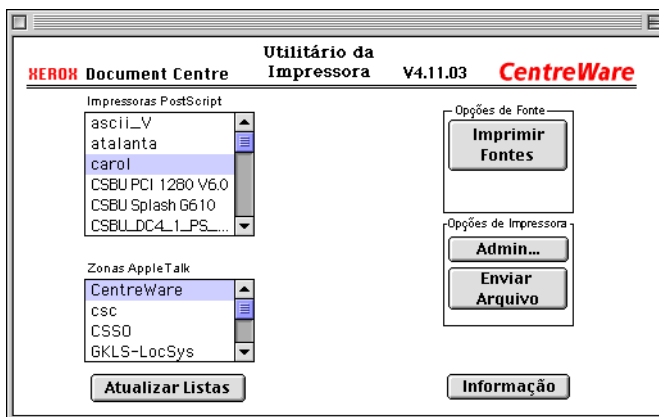 XEROX Document Centre
Utilitário da
Impressora
V4.11.03
CentreWare
Impressoras PostScript
ascii_V
atalanta
carol
CSBU PCI 1280 V6.0
CSBU Splash G610
CSBU_DC4_1_PS_...
Zonas AppleTalk
CentreWare
csc
CSSO
GKLS-LocSys
Atualizar Listas
Opções de Fonte
Imprimir
Fontes
Opções de Impressora
Admin...
Enviar
Arquivo
Informação